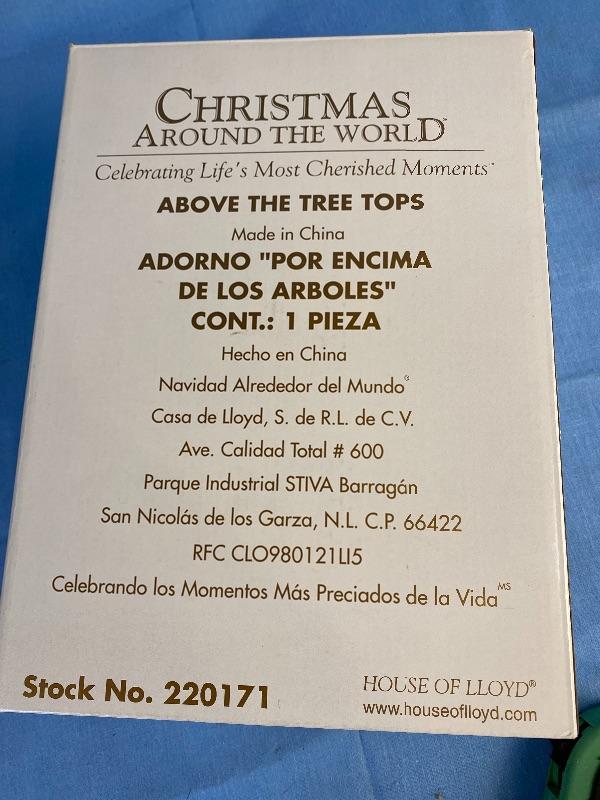 CHRISTMAS
AROUND THE WORLD
Celebrating Life's Most Cherished Moments
ABOVE THE TREE TOPS
Made in China
ADORNO "POR ENCIMA
DE LOS ARBOLES"
CONT.: 1 PIEZA
Hecho en China
Navidad Alrededor del Mundo®
Casa de Lloyd, S. de R.L. de C.V.
Ave. Calidad Total # 600
Parque Industrial STIVA Barragán
San Nicolás de los Garza, N.L. C.P. 66422
RFC CLO980121LI5
Celebrando los Momentos Más Preciados de la Vida MS
Stock No. 220171
HOUSE OF LLOYD®
www.houseoflloyd.com